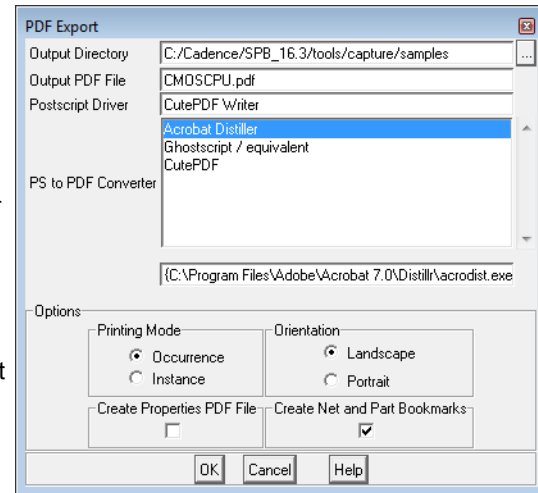 PDF Export
Output Directory C:/Cadence/SPB_16.3/tools/capture/samples ...
Output PDF File CMOSCPU.pdf
Postscript Driver CutePDF Writer
Acrobat Distiller
Ghostscript / equivalent
CutePDF
PS to PDF Converter
{C:\Program Files\Adobe\Acrobat 7.0\Distillr\acrodist.exe
Options
Printing Mode Orientation
Occurrence Landscape
Instance Portrait
t
Create Properties PDF File Create Net and Part Bookmarks
OK Cancel Help